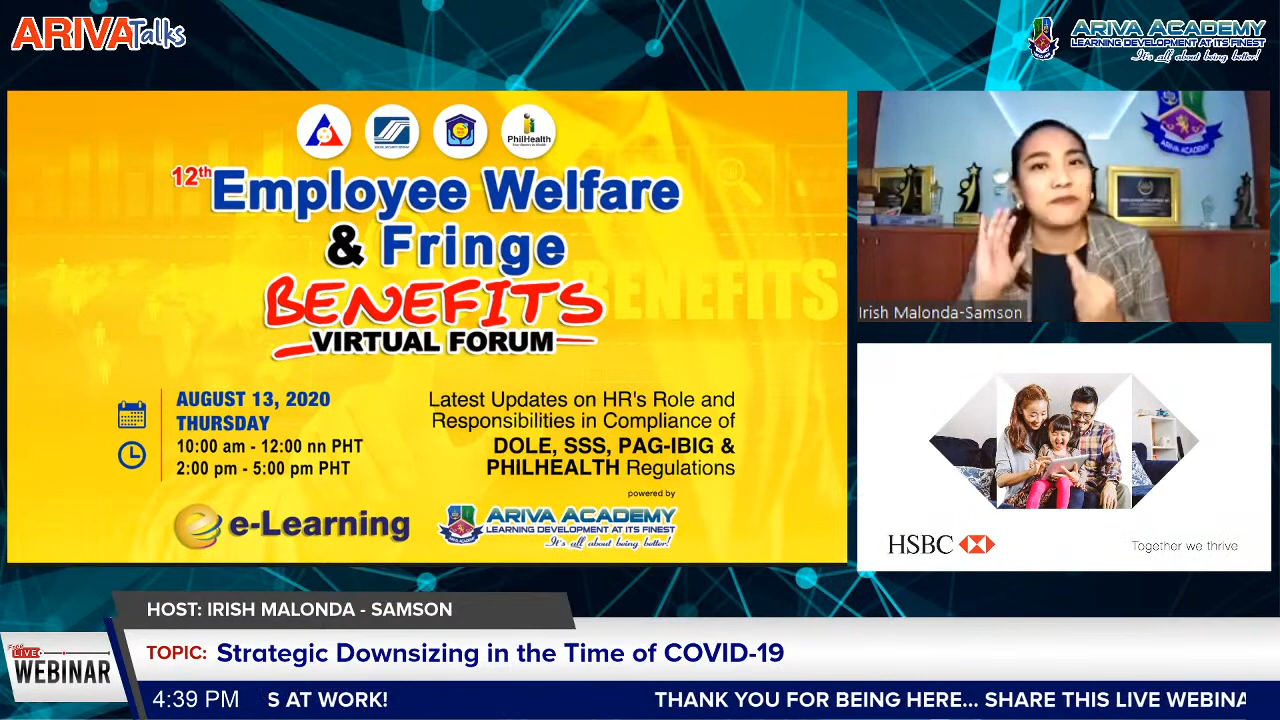 ARIVATalks
ARIVA ACADEMY
LEARNING DEVELOPMENT AT ITS FINEST
It's all about being better!
PhilHealth
12th Employee Welfare
& Fringe
BENEFITS
BENEFITS
VIRTUAL FORUM
AUGUST 13, 2020
THURSDAY
10:00 am - 12:00 nn PHT
2:00 pm - 5:00 pm PHT
Latest Updates on HR's Role and
Responsibilities in Compliance of
DOLE, SSS, PAG-IBIG &
PHILHEALTH Regulations
powered by
e-Learning
ARIVA ACADEMY
LEARNING DEVELOPMENT AT ITS FINEST
It's all about being better!
ARIVA ACADEMY
Irish Malonda-Samson
HSBC
Together we thrive
HOST: IRISH MALONDA - SAMSON
Free LIVE
WEBINAR
TOPIC: Strategic Downsizing in the Time of COVID-19
4:39 PM
S AT WORK!
THANK YOU FOR BEING HERE... SHARE THIS LIVE WEBINA